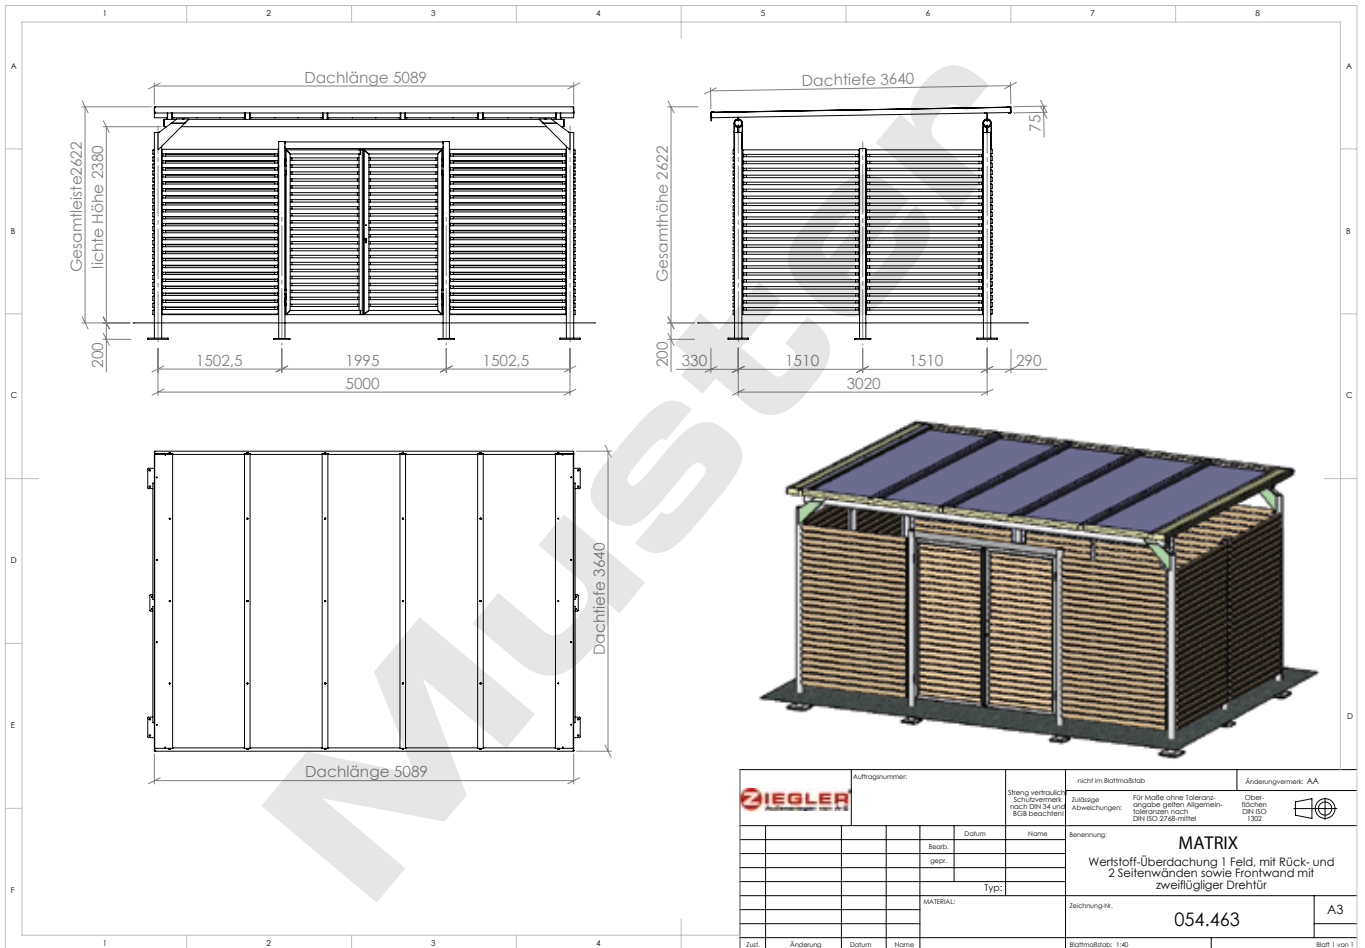 1 2 3 4 5 6 7 8
A A
B B
C C
D D
E
F
D
Dachlänge 5089
Gesamtleiste2622
lichte Höhe 2380
200
1502,5 1995 1502,5
5000
Dachtiefe 3640
75
Gesamthöhe 2622
200
330 1510 1510 290
3020
Dachtiefe 3640
Dachlänge 5089
Muster
ZIEGLER
Auftragsnummer:
Streng vertraulich
Schutzvermerk
nach DIN 34 und
BGB beachten!
nicht im Blattmaßstab
Änderungvermerk: AA
Zulässige
Abweichungen:
Für Maße ohne Toleranz-
angabe gelten Allgemein-
toleranzen nach
DIN ISO 2768-mittel
Ober-
flächen
DIN ISO
1302
Datum Name
Bearb.
gepr.
Typ:
MATERIAL:
Benennung:
MATRIX
Wertstoff-Überdachung 1 Feld, mit Rück- und
2 Seitenwänden sowie Frontwand mit
zweiflügliger Drehtür
Zeichnung-Nr.
054.463
A3
Zust. Änderung Datum Name
Blattmaßstab: 1:40
Blatt 1 von 1
1 2 3 4